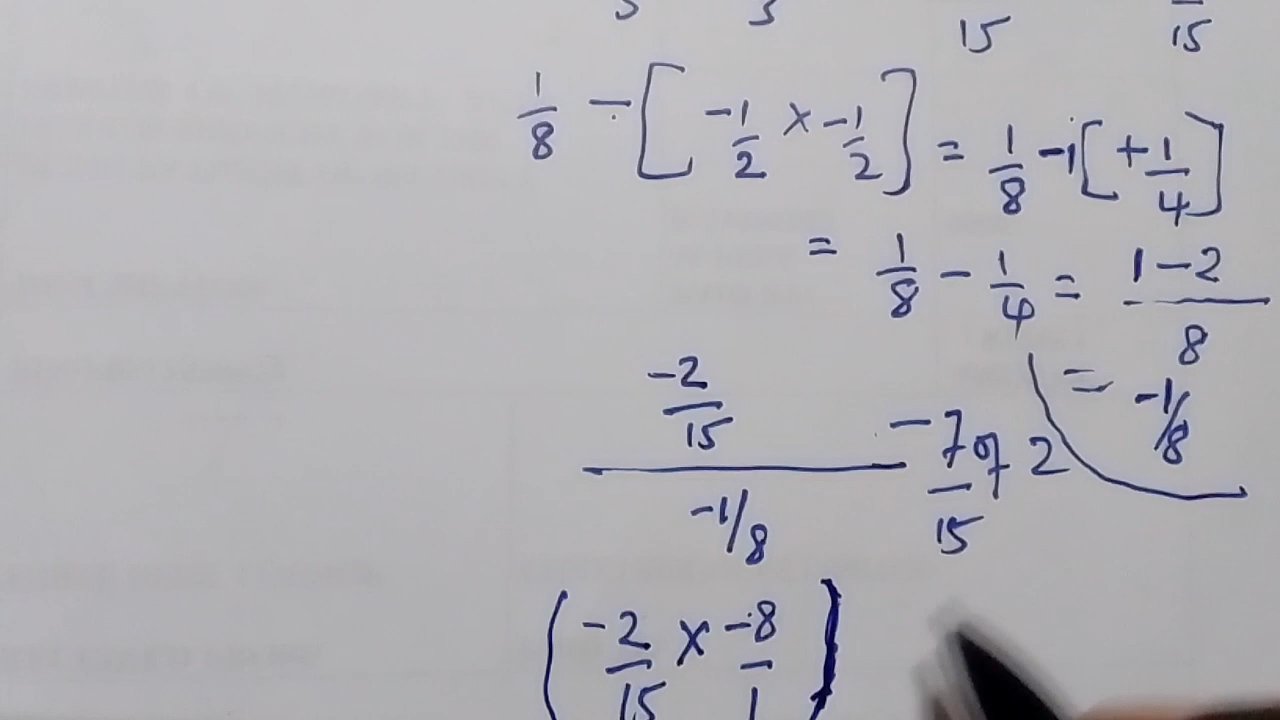 15 15
1/8 - [ -1/2 × -1/2 ] = 1/8 - 1[ + 1/4 ]
= 1/8 - 1/4 = 1-2/8
= -1/8
-2/15 / -1/8 - 7/15 of 2
( -2/15 × -8/1 )